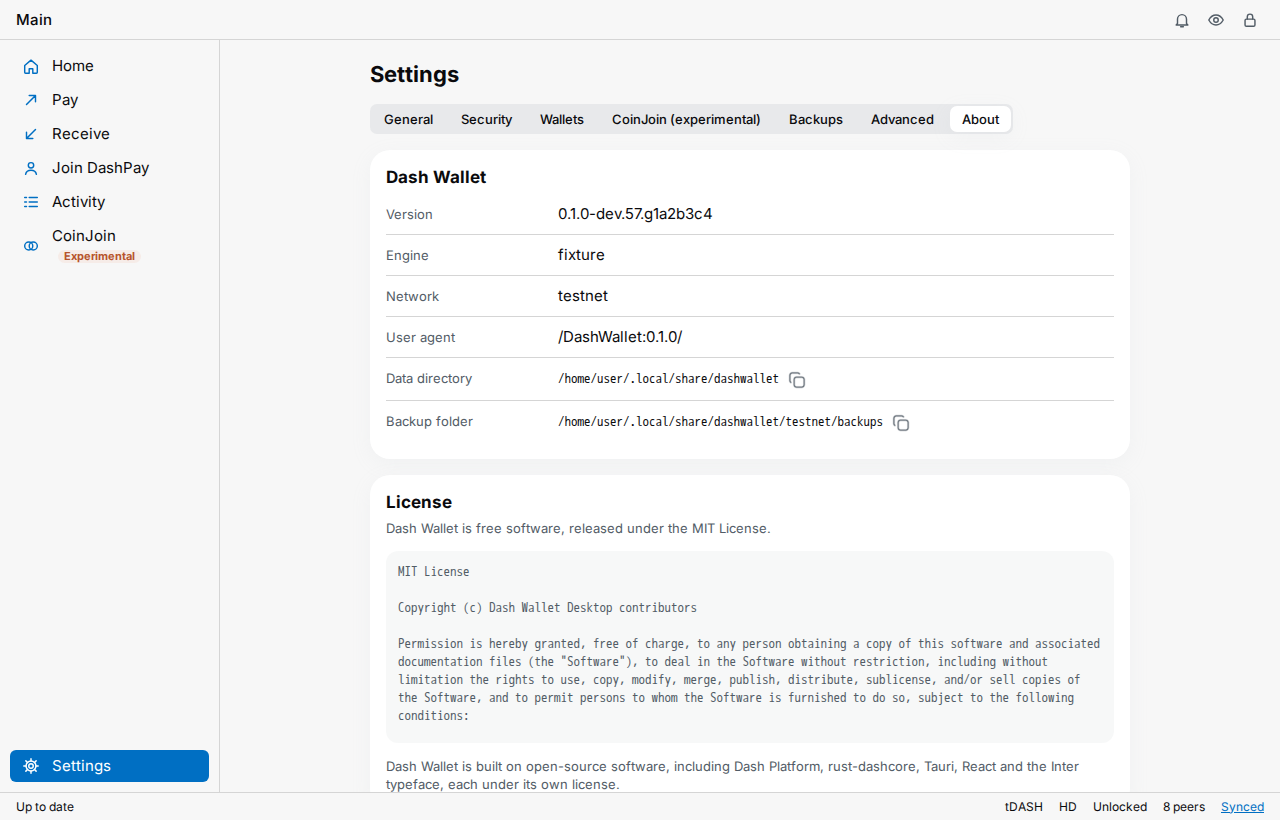 Main
Home
Pay
Receive
Join DashPay
Activity
CoinJoin
Experimental
Settings
Settings
General Security Wallets CoinJoin (experimental) Backups Advanced About
Dash Wallet
Version 0.1.0-dev.57.g1a2b3c4
Engine fixture
Network testnet
User agent /DashWallet:0.1.0/
Data directory /home/user/.local/share/dashwallet
Backup folder /home/user/.local/share/dashwallet/testnet/backups
License
Dash Wallet is free software, released under the MIT License.
MIT License
Copyright (c) Dash Wallet Desktop contributors
Permission is hereby granted, free of charge, to any person obtaining a copy of this software and associated
documentation files (the "Software"), to deal in the Software without restriction, including without
limitation the rights to use, copy, modify, merge, publish, distribute, sublicense, and/or sell copies of
the Software, and to permit persons to whom the Software is furnished to do so, subject to the following
conditions:
Dash Wallet is built on open-source software, including Dash Platform, rust-dashcore, Tauri, React and the Inter
typeface, each under its own license.
Up to date tDASH HD Unlocked 8 peers Synced